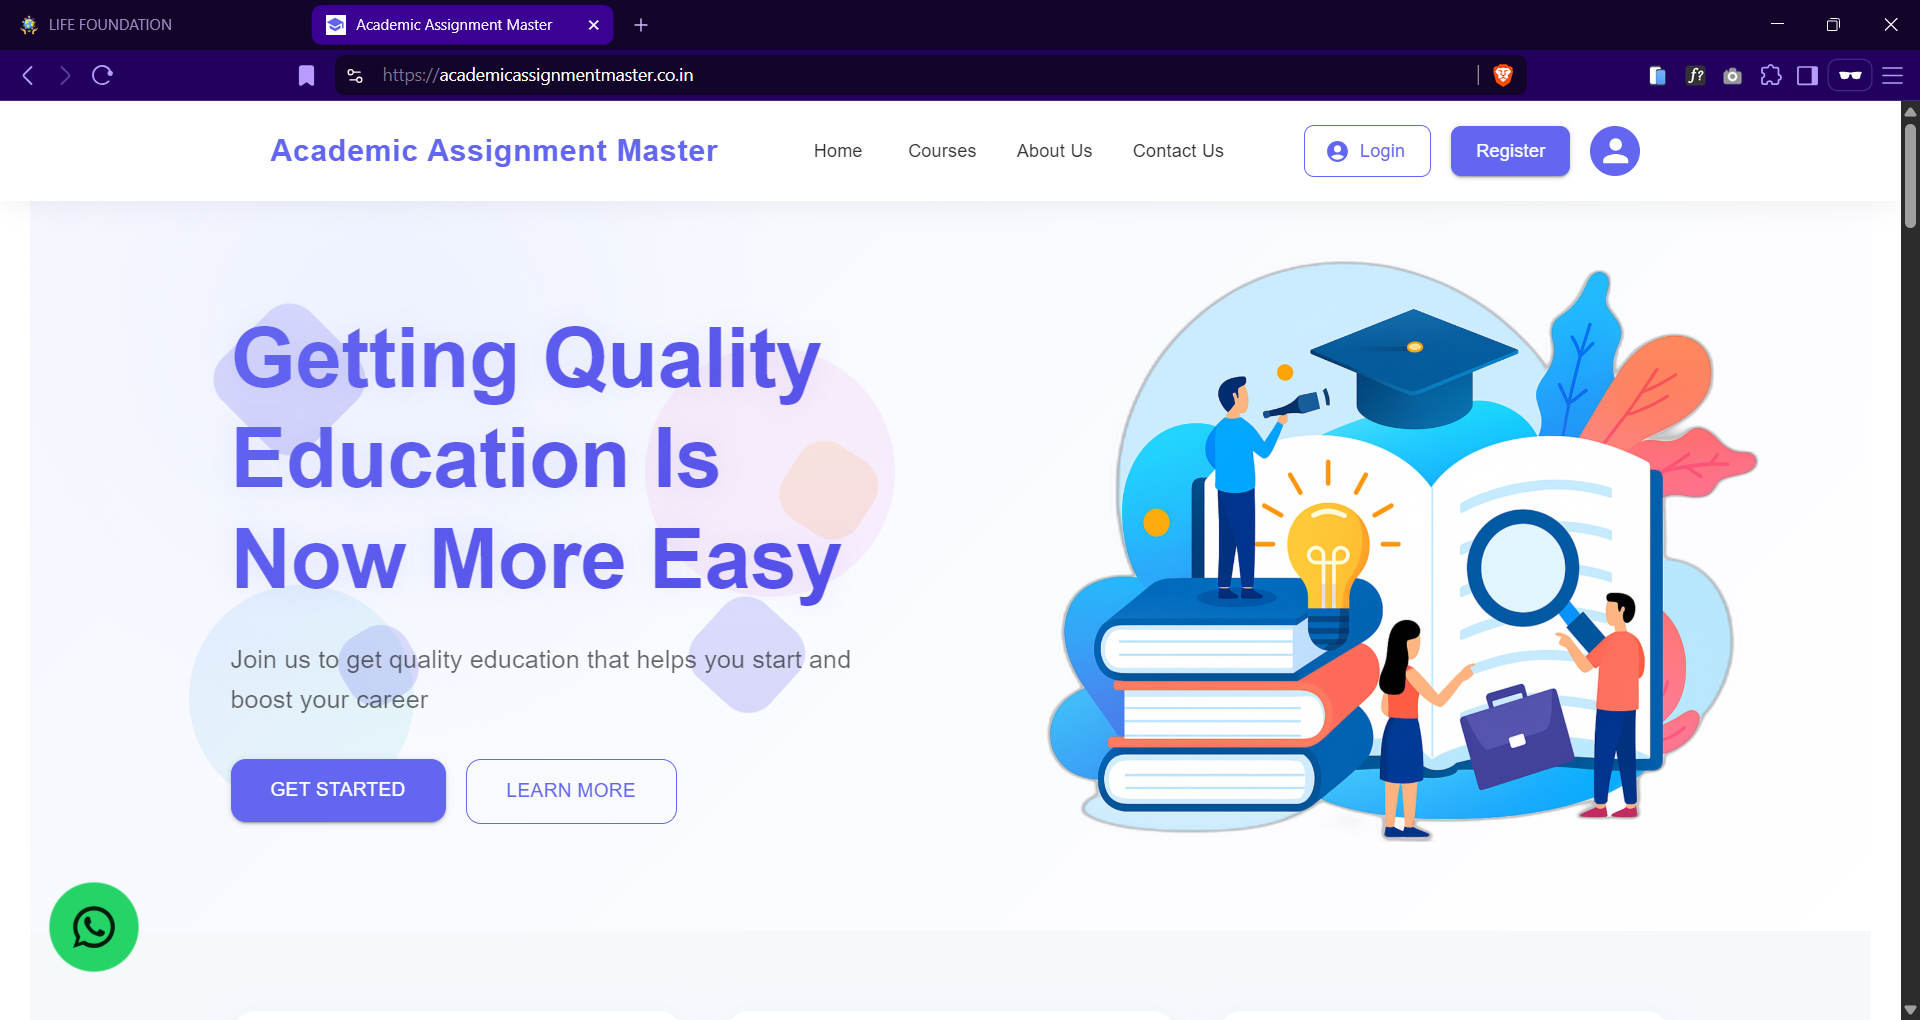 LIFE FOUNDATION
Academic Assignment Master
https://academicassignmentmaster.co.in
f?
Academic Assignment Master
Home
Courses
About Us
Contact Us
Login
Register
Getting Quality
Education Is
Now More Easy
Join us to get quality education that helps you start and
boost your career
GET STARTED
LEARN MORE